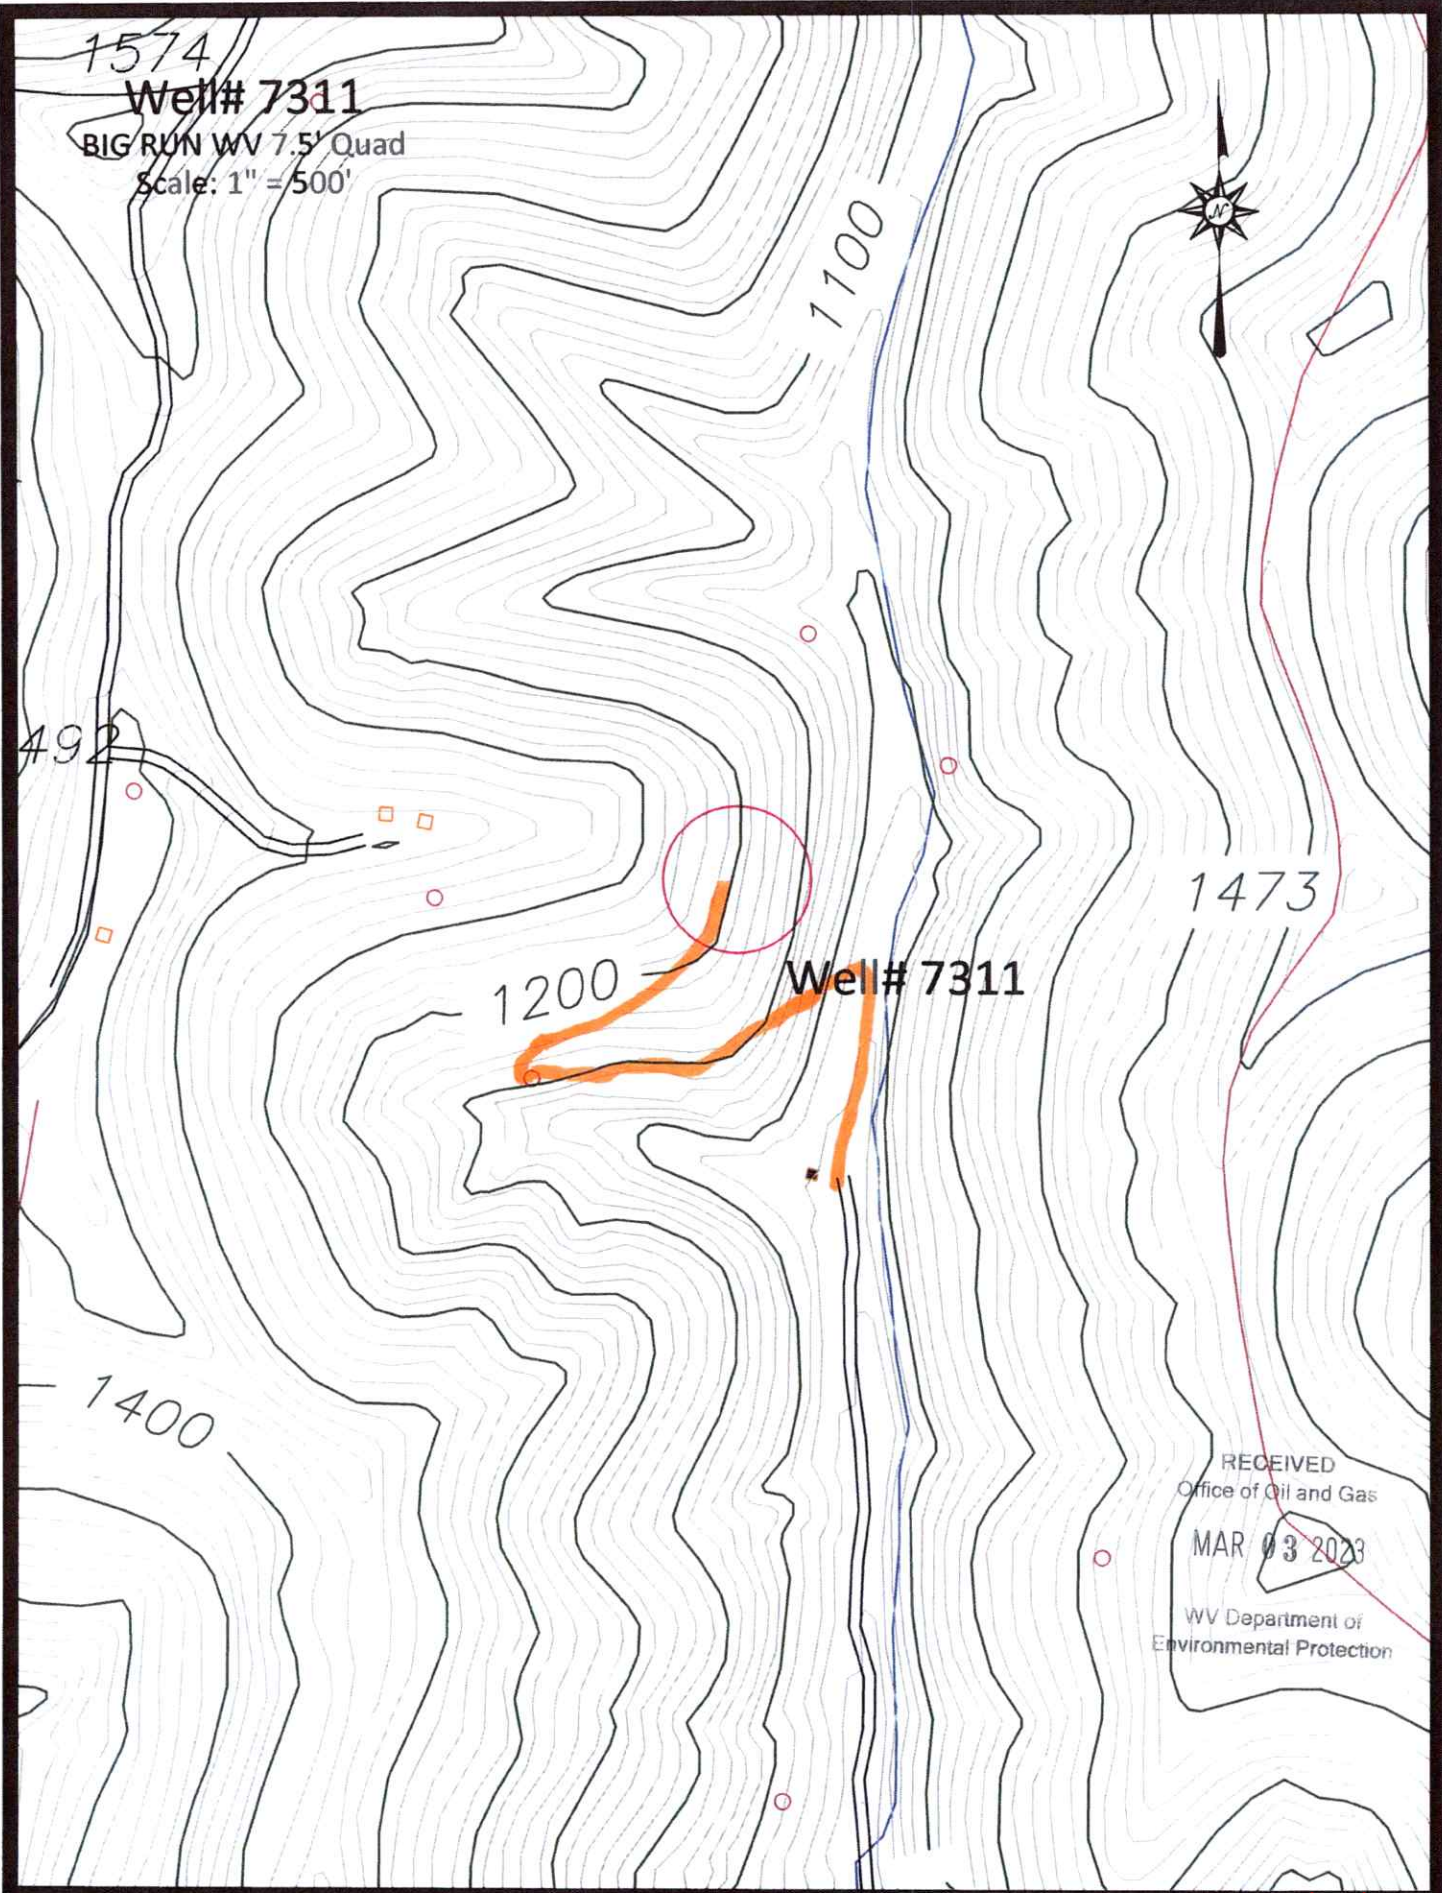 1574
Well# 7311
BIG RUN WV 7.5' Quad
Scale: 1" = 500'
1100
N
492
1473
1200
Well# 7311
1400
RECEIVED
Office of Oil and Gas
MAR 03 2023
WV Department of
Environmental Protection